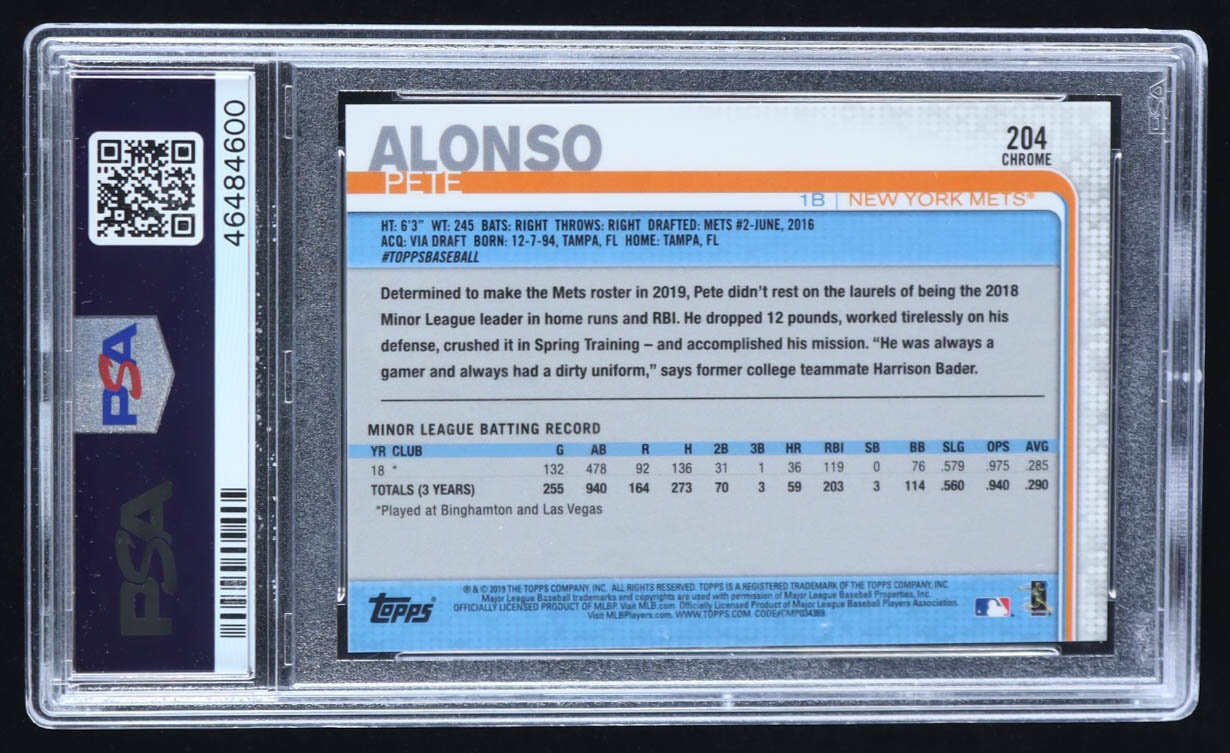 46484600
PSA
PSA
PSA
ALONSO
PETE
204
CHROME
1B | NEW YORK METS®
HT: 6'3" WT: 245 BATS: RIGHT THROWS: RIGHT DRAFTED: METS #2-JUNE, 2016
ACQ: VIA DRAFT BORN: 12-7-94, TAMPA, FL HOME: TAMPA, FL
#TOPPSBASEBALL
Determined to make the Mets roster in 2019, Pete didn't rest on the laurels of being the 2018
Minor League leader in home runs and RBI. He dropped 12 pounds, worked tirelessly on his
defense, crushed it in Spring Training – and accomplished his mission. "He was always a
gamer and always had a dirty uniform," says former college teammate Harrison Bader.
MINOR LEAGUE BATTING RECORD
YR CLUB G AB R H 2B 3B HR RBI SB BB SLG OPS AVG
18 * 132 478 92 136 31 1 36 119 0 76 .579 .975 .285
TOTALS (3 YEARS) 255 940 164 273 70 3 59 203 3 114 .560 .940 .290
*Played at Binghamton and Las Vegas
Topps®
® & © 2019 THE TOPPS COMPANY, INC. ALL RIGHTS RESERVED. TOPPS IS A REGISTERED TRADEMARK OF THE TOPPS COMPANY, INC.
Major League Baseball trademarks and copyrights are used with permission of Major League Baseball Properties, Inc.
OFFICIALLY LICENSED PRODUCT OF MLBP. Visit MLB.com. Officially Licensed Product of Major League Baseball Players Association.
Visit MLBPlayers.com. WWW.TOPPS.COM. CODE#CMP034369.